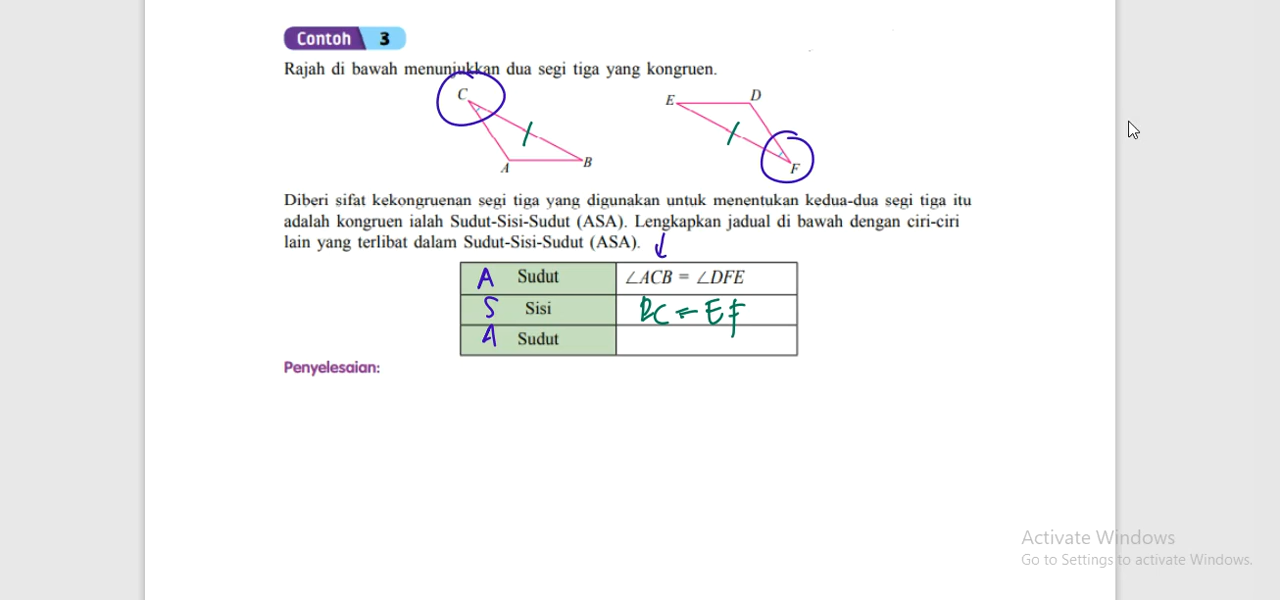 Contoh 3
Rajah di bawah menunjukkan dua segi tiga yang kongruen.
C E D
A B F
Diberi sifat kekongruenan segi tiga yang digunakan untuk menentukan kedua-dua segi tiga itu
adalah kongruen ialah Sudut-Sisi-Sudut (ASA). Lengkapkan jadual di bawah dengan ciri-ciri
lain yang terlibat dalam Sudut-Sisi-Sudut (ASA).
A Sudut ∠ACB = ∠DFE
S Sisi BC = EF
A Sudut
Penyelesaian:
Activate Windows
Go to Settings to activate Windows.